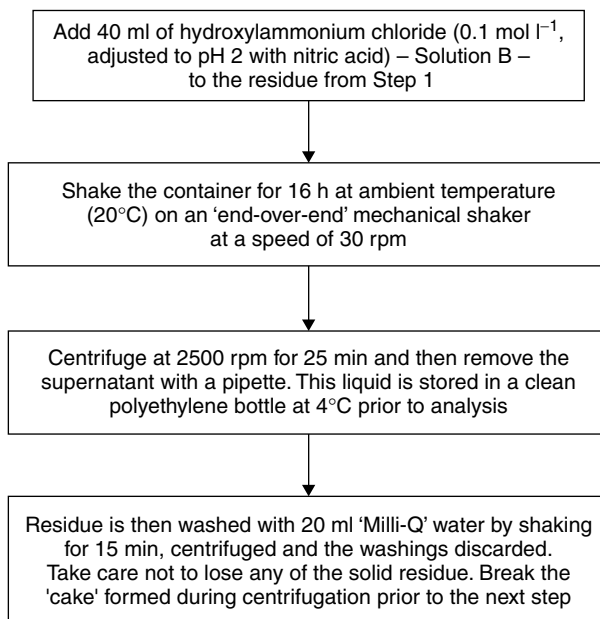 Add 40 ml of hydroxylammonium chloride (0.1 mol l⁻¹,
adjusted to pH 2 with nitric acid) – Solution B –
to the residue from Step 1
Shake the container for 16 h at ambient temperature
(20°C) on an ‘end-over-end’ mechanical shaker
at a speed of 30 rpm
Centrifuge at 2500 rpm for 25 min and then remove the
supernatant with a pipette. This liquid is stored in a clean
polyethylene bottle at 4°C prior to analysis
Residue is then washed with 20 ml ‘Milli-Q’ water by shaking
for 15 min, centrifuged and the washings discarded.
Take care not to lose any of the solid residue. Break the
'cake' formed during centrifugation prior to the next step